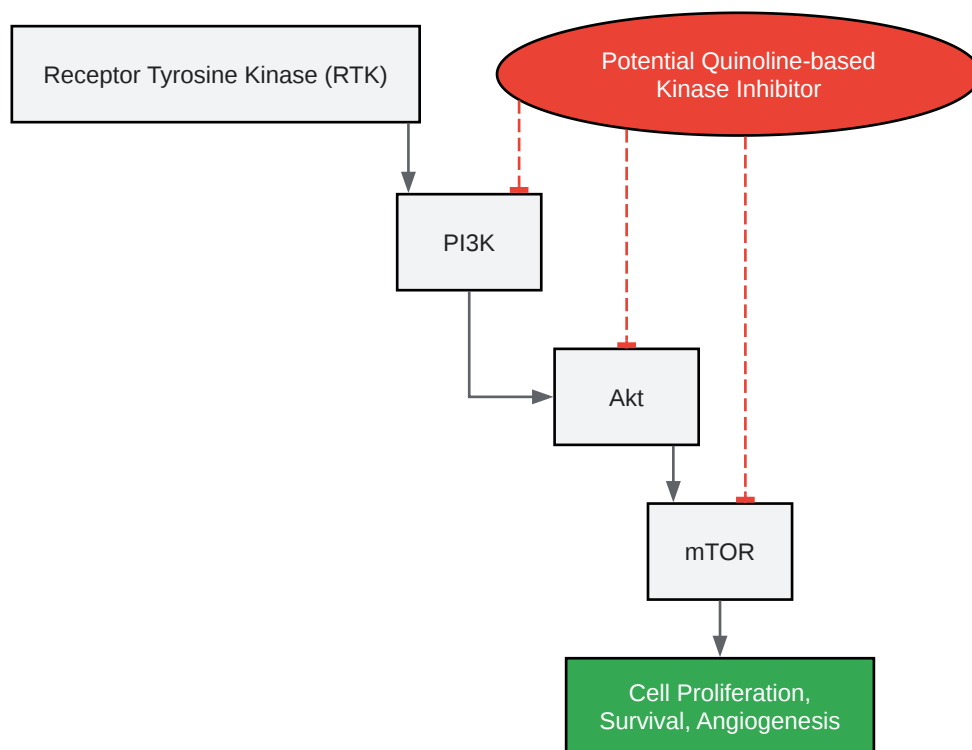 Receptor Tyrosine Kinase (RTK)
Potential Quinoline-based
Kinase Inhibitor
PI3K
Akt
mTOR
Cell Proliferation,
Survival, Angiogenesis